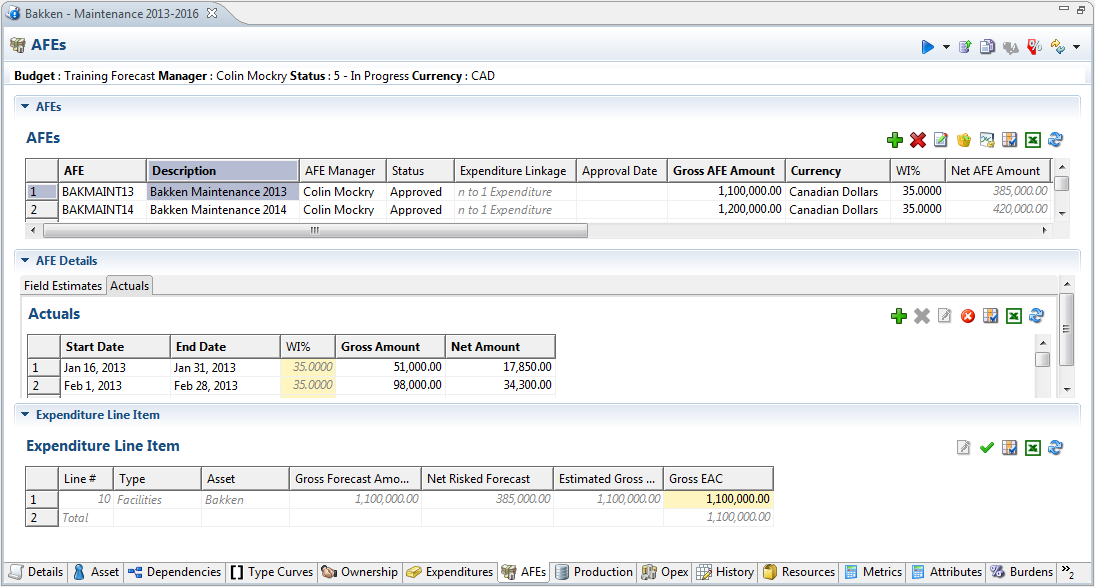 Bakken - Maintenance 2013-2016
AFEs
Budget : Training Forecast Manager : Colin Mockry Status : 5 - In Progress Currency : CAD
AFEs
AFEs
AFE Description AFE Manager Status Expenditure Linkage Approval Date Gross AFE Amount Currency WI% Net AFE Amount
1 BAKMAINT13 Bakken Maintenance 2013 Colin Mockry Approved n to 1 Expenditure 1,100,000.00 Canadian Dollars 35.0000 385,000.00
2 BAKMAINT14 Bakken Maintenance 2014 Colin Mockry Approved n to 1 Expenditure 1,200,000.00 Canadian Dollars 35.0000 420,000.00
AFE Details
Field Estimates Actuals
Actuals
Start Date End Date WI% Gross Amount Net Amount
1 Jan 16, 2013 Jan 31, 2013 35.0000 51,000.00 17,850.00
2 Feb 1, 2013 Feb 28, 2013 35.0000 98,000.00 34,300.00
Expenditure Line Item
Expenditure Line Item
Line # Type Asset Gross Forecast Amo... Net Risked Forecast Estimated Gross ... Gross EAC
1 10 Facilities Bakken 1,100,000.00 385,000.00 1,100,000.00 1,100,000.00
2 Total 1,100,000.00
Details Asset Dependencies Type Curves Ownership Expenditures AFEs Production Opex History Resources Metrics Attributes Burdens »2